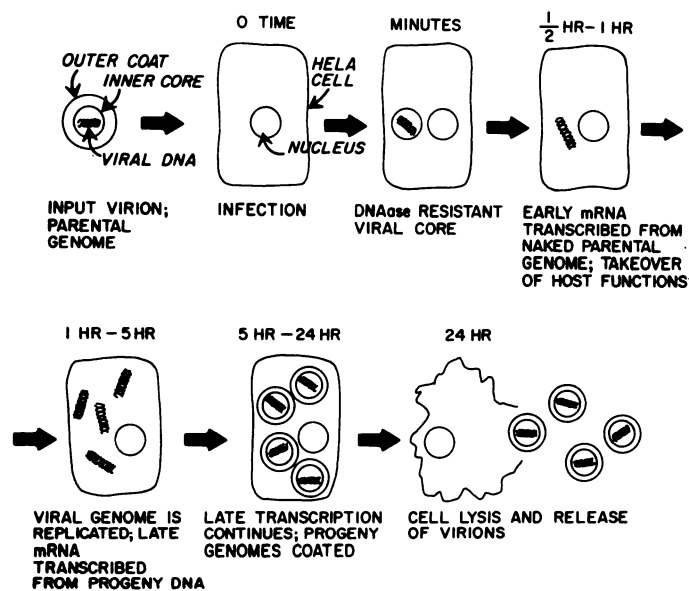 O TIME
MINUTES
1/2 HR-1 HR
OUTER COAT
INNER CORE
VIRAL DNA
HELA
CELL
NUCLEUS
INPUT VIRION;
PARENTAL
GENOME
INFECTION
DNAase RESISTANT
VIRAL CORE
EARLY mRNA
TRANSCRIBED FROM
NAKED PARENTAL
GENOME; TAKEOVER
OF HOST FUNCTIONS
1 HR-5 HR
5 HR-24 HR
24 HR
VIRAL GENOME IS
REPLICATED; LATE
mRNA
TRANSCRIBED
FROM PROGENY DNA
LATE TRANSCRIPTION
CONTINUES; PROGENY
GENOMES COATED
CELL LYSIS AND RELEASE
OF VIRIONS